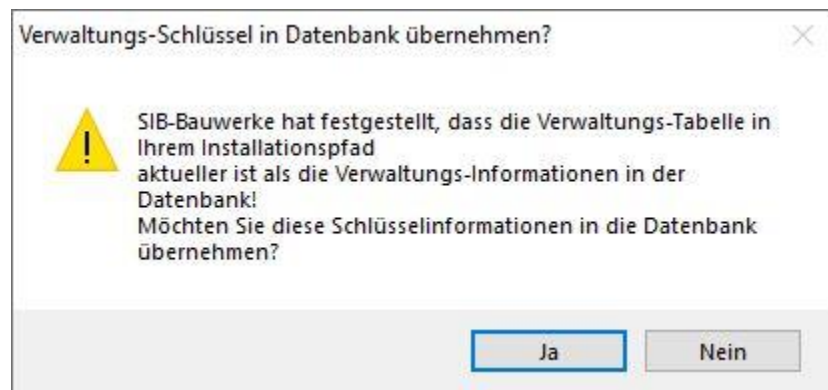 Verwaltungs-Schlüssel in Datenbank übernehmen?
SIB-Bauwerke hat festgestellt, dass die Verwaltungs-Tabelle in
Ihrem Installationspfad
aktueller ist als die Verwaltungs-Informationen in der
Datenbank!
Möchten Sie diese Schlüsselinformationen in die Datenbank
übernehmen?
Ja
Nein